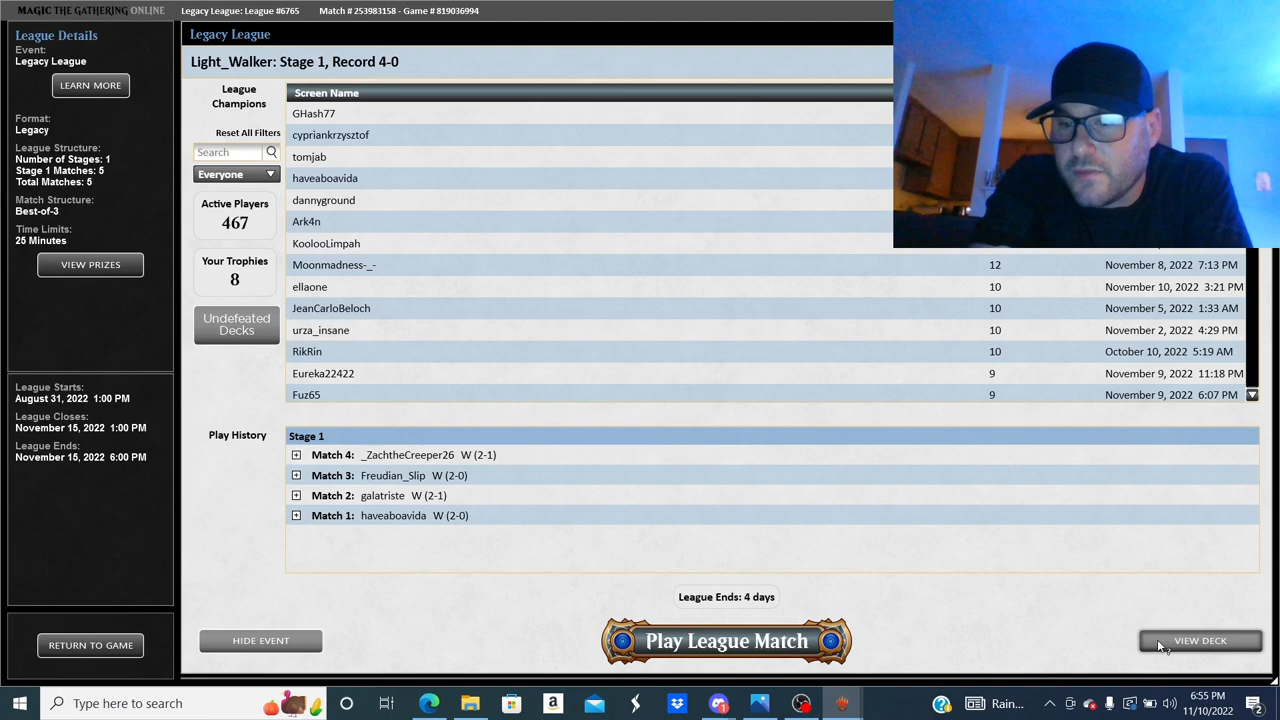 MAGIC THE GATHERING ONLINE
Legacy League: League #6765 Match # 253983158 - Game # 819036994
League Details
Event:
Legacy League
LEARN MORE
Format:
Legacy
League Structure:
Number of Stages: 1
Stage 1 Matches: 5
Total Matches: 5
Match Structure:
Best-of-3
Time Limits:
25 Minutes
VIEW PRIZES
League Starts:
August 31, 2022 1:00 PM
League Closes:
November 15, 2022 1:00 PM
League Ends:
November 15, 2022 6:00 PM
RETURN TO GAME
Legacy League
Light_Walker: Stage 1, Record 4-0
League
Champions
Reset All Filters
Search
Everyone
Active Players
467
Your Trophies
8
Undefeated
Decks
Screen Name
GHash77
cypriankrzysztof
tomjab
haveaboavida
dannyground
Ark4n
KoolooLimpah
Moonmadness-_- 12 November 8, 2022 7:13 PM
ellaone 10 November 10, 2022 3:21 PM
JeanCarloBeloch 10 November 5, 2022 1:33 AM
urza_insane 10 November 2, 2022 4:29 PM
RikRin 10 October 10, 2022 5:19 AM
Eureka22422 9 November 9, 2022 11:18 PM
Fuz65 9 November 9, 2022 6:07 PM
Play History
Stage 1
Match 4: _ZachtheCreeper26 W (2-1)
Match 3: Freudian_Slip W (2-0)
Match 2: galatriste W (2-1)
Match 1: haveaboavida W (2-0)
League Ends: 4 days
HIDE EVENT
Play League Match
VIEW DECK
Type here to search
Rain...
6:55 PM
11/10/2022
2